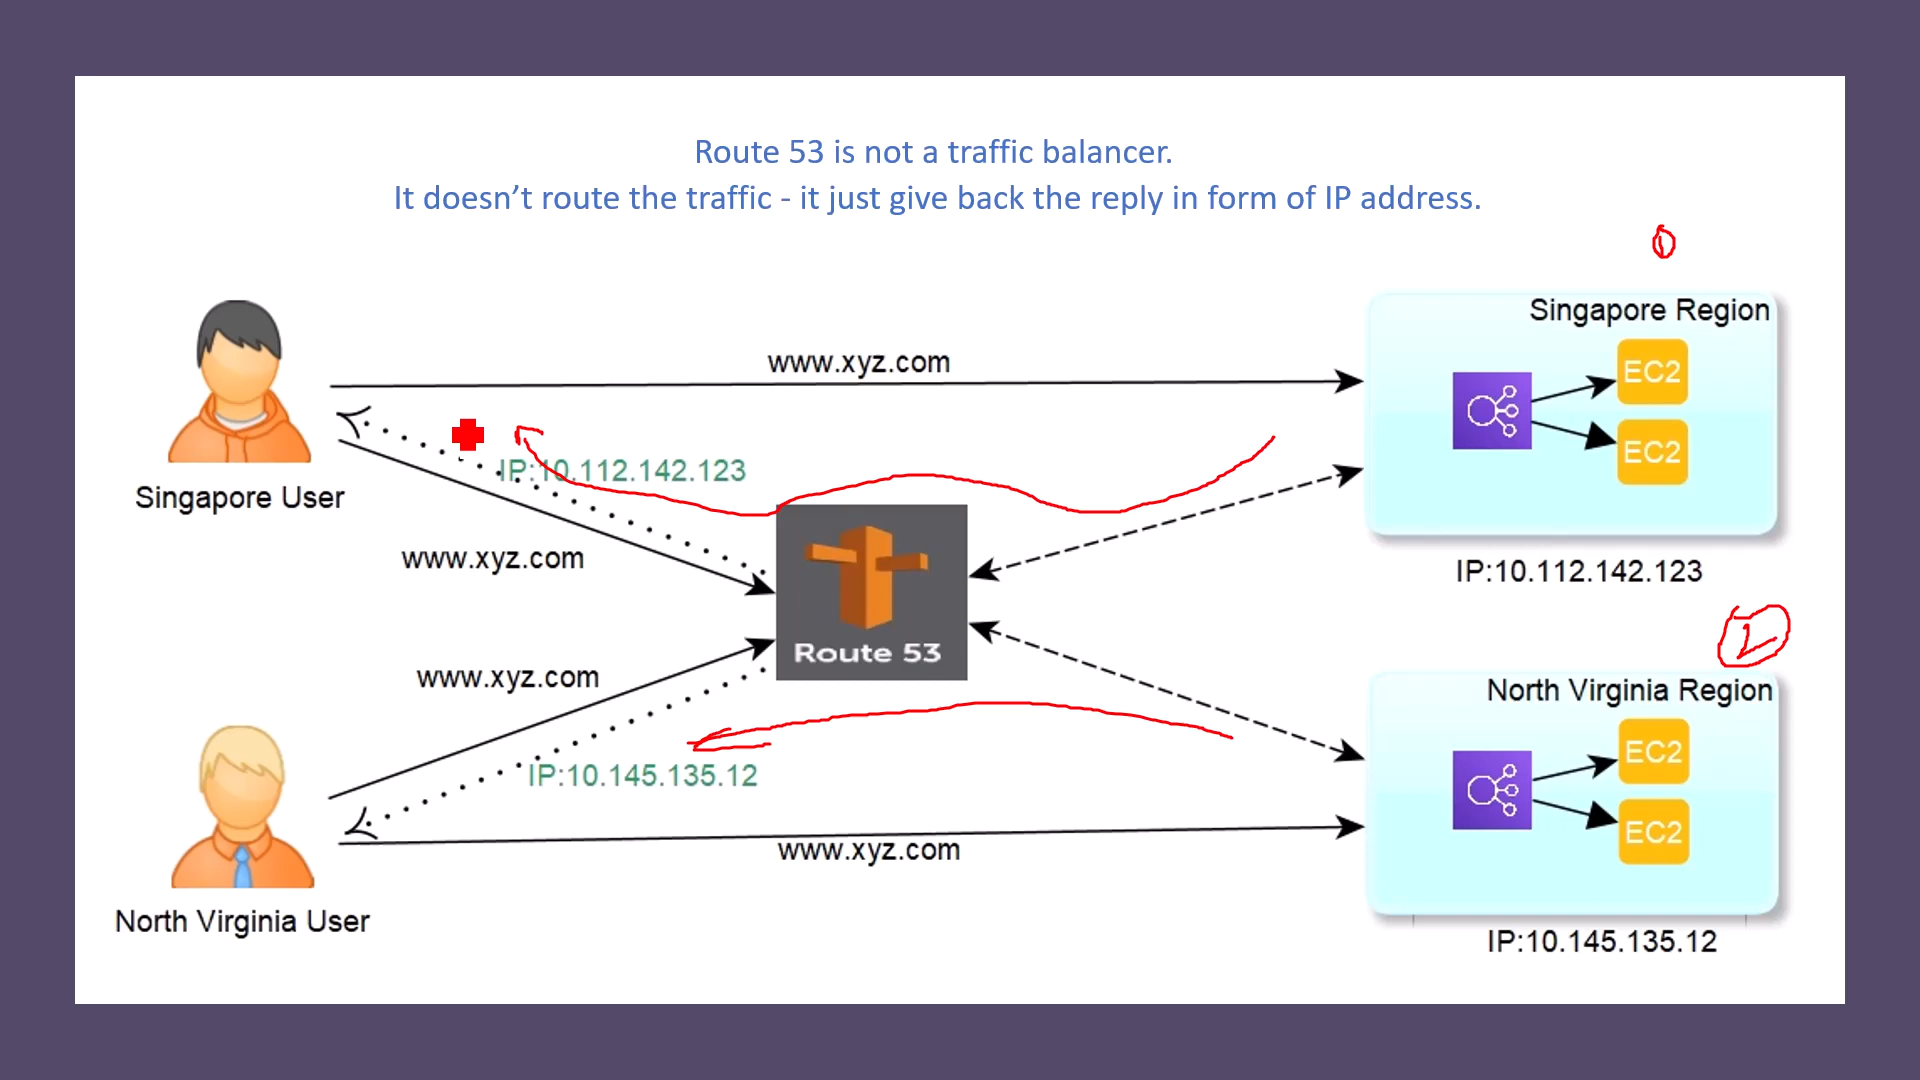 Route 53 is not a traffic balancer.
It doesn’t route the traffic - it just give back the reply in form of IP address.
Singapore Region
www.xyz.com
EC2
EC2
IP:10.112.142.123
Singapore User
www.xyz.com
IP:10.112.142.123
Route 53
www.xyz.com
North Virginia Region
EC2
IP:10.145.135.12
EC2
www.xyz.com
North Virginia User
IP:10.145.135.12